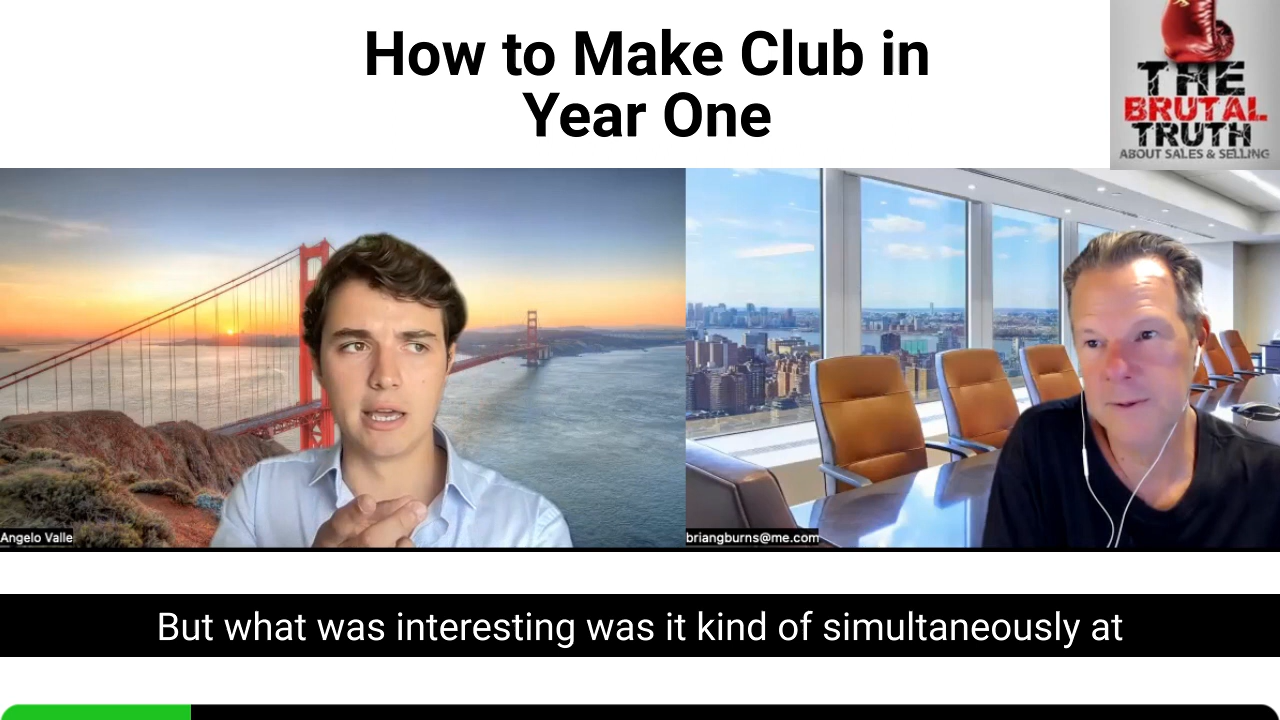 How to Make Club in
Year One
THE
BRUTAL
TRUTH
ABOUT SALES & SELLING
Angelo Valle
briangburns@me.com
But what was interesting was it kind of simultaneously at